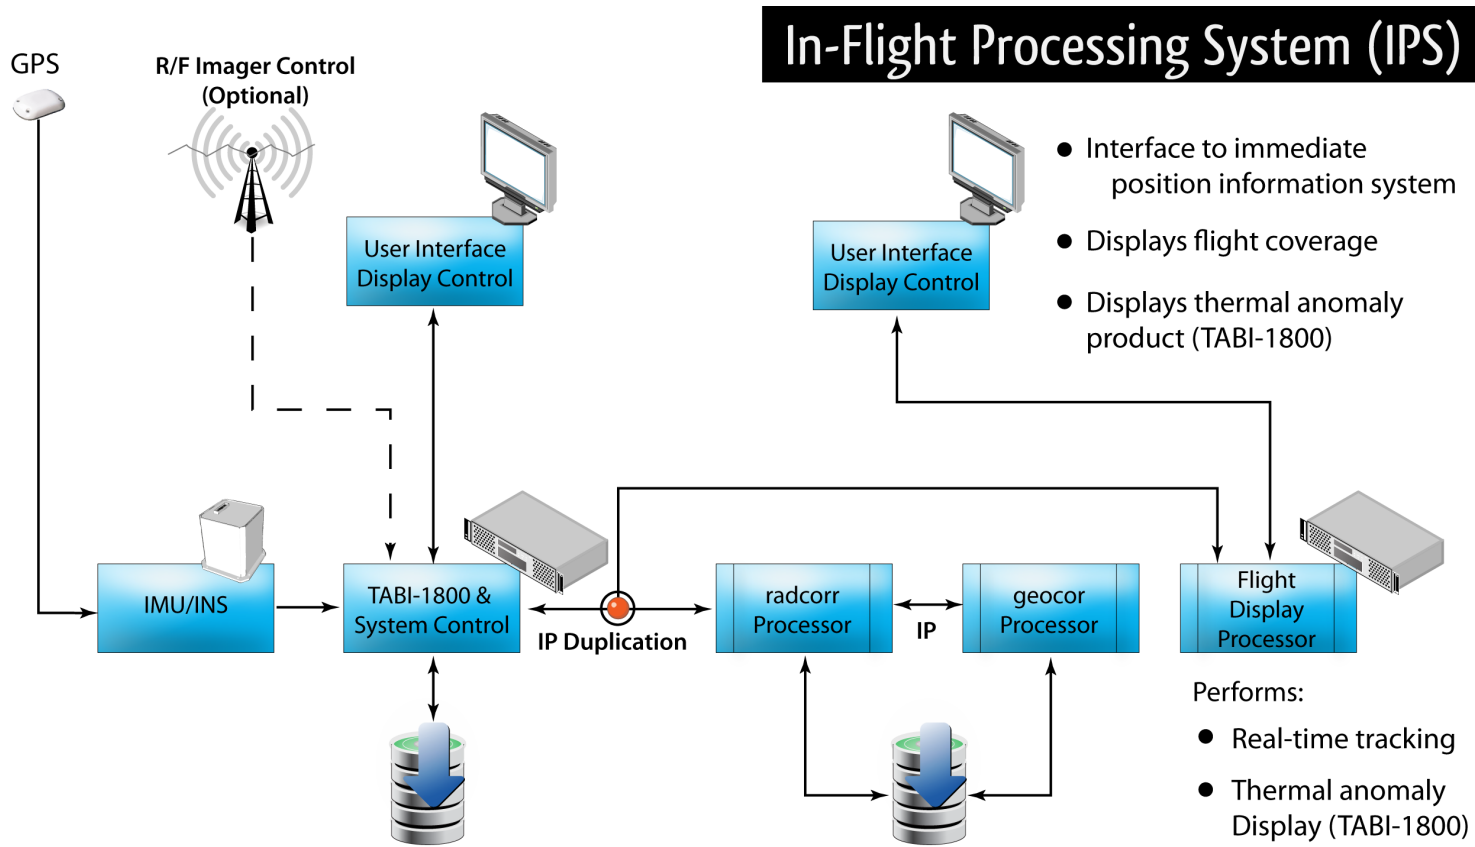 In-Flight Processing System (IPS)
GPS
R/F Imager Control
(Optional)
● Interface to immediate
position information system
● Displays flight coverage
● Displays thermal anomaly
product (TABI-1800)
User Interface
Display Control
User Interface
Display Control
IMU/INS
TABI-1800 &
System Control
IP Duplication
radcorr
Processor
IP
geocor
Processor
Flight
Display
Processor
Performs:
● Real-time tracking
● Thermal anomaly
Display (TABI-1800)